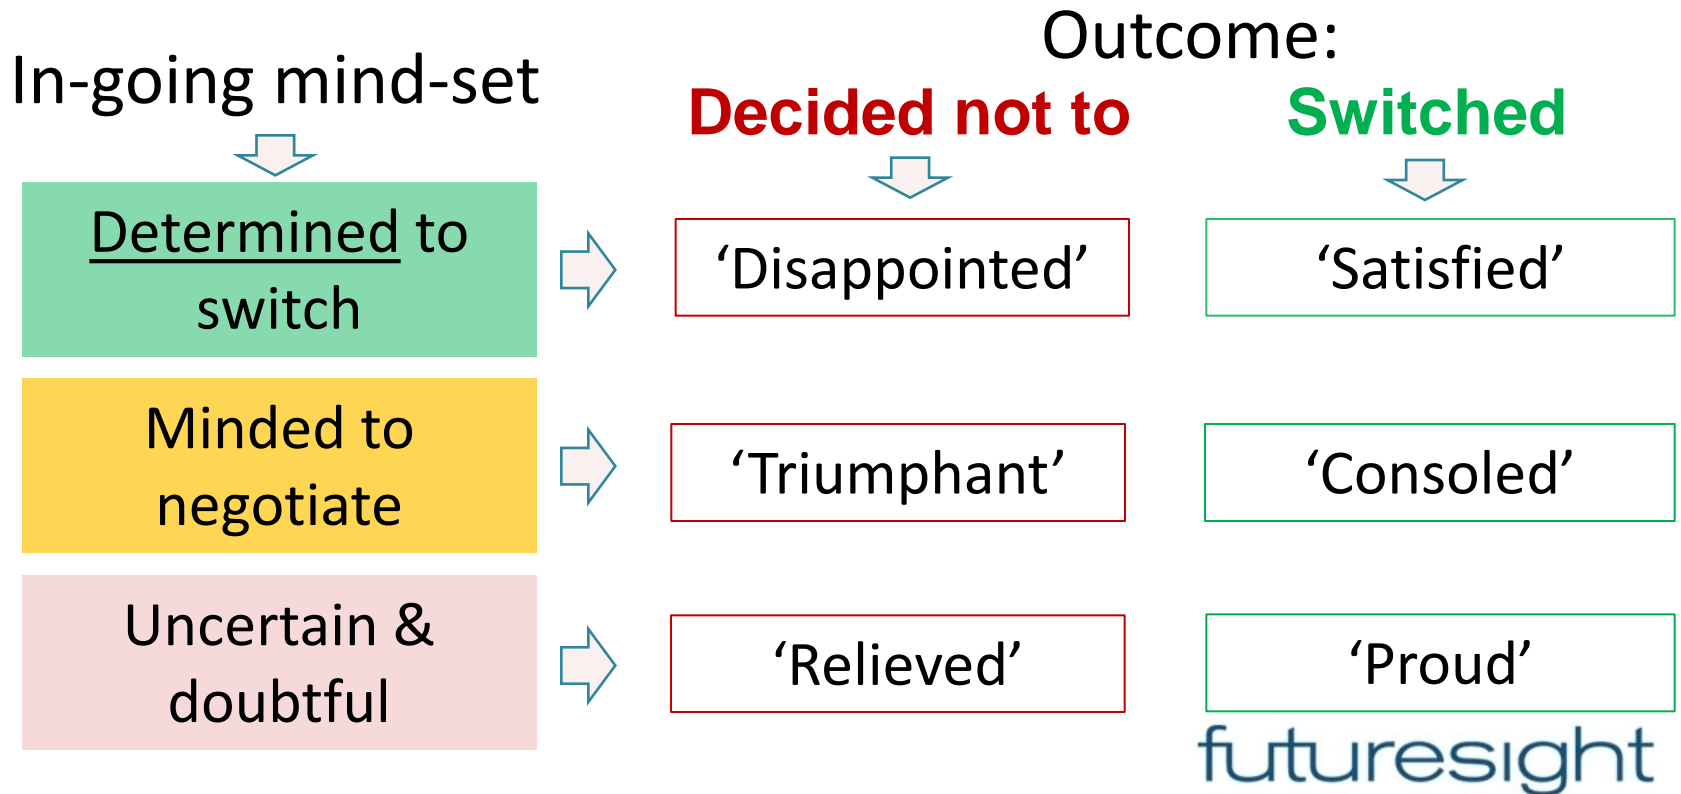 In-going mind-set
Outcome:
Decided not to
Switched
Determined to
switch
‘Disappointed’
‘Satisfied’
Minded to
negotiate
‘Triumphant’
‘Consoled’
Uncertain &
doubtful
‘Relieved’
‘Proud’
futuresight